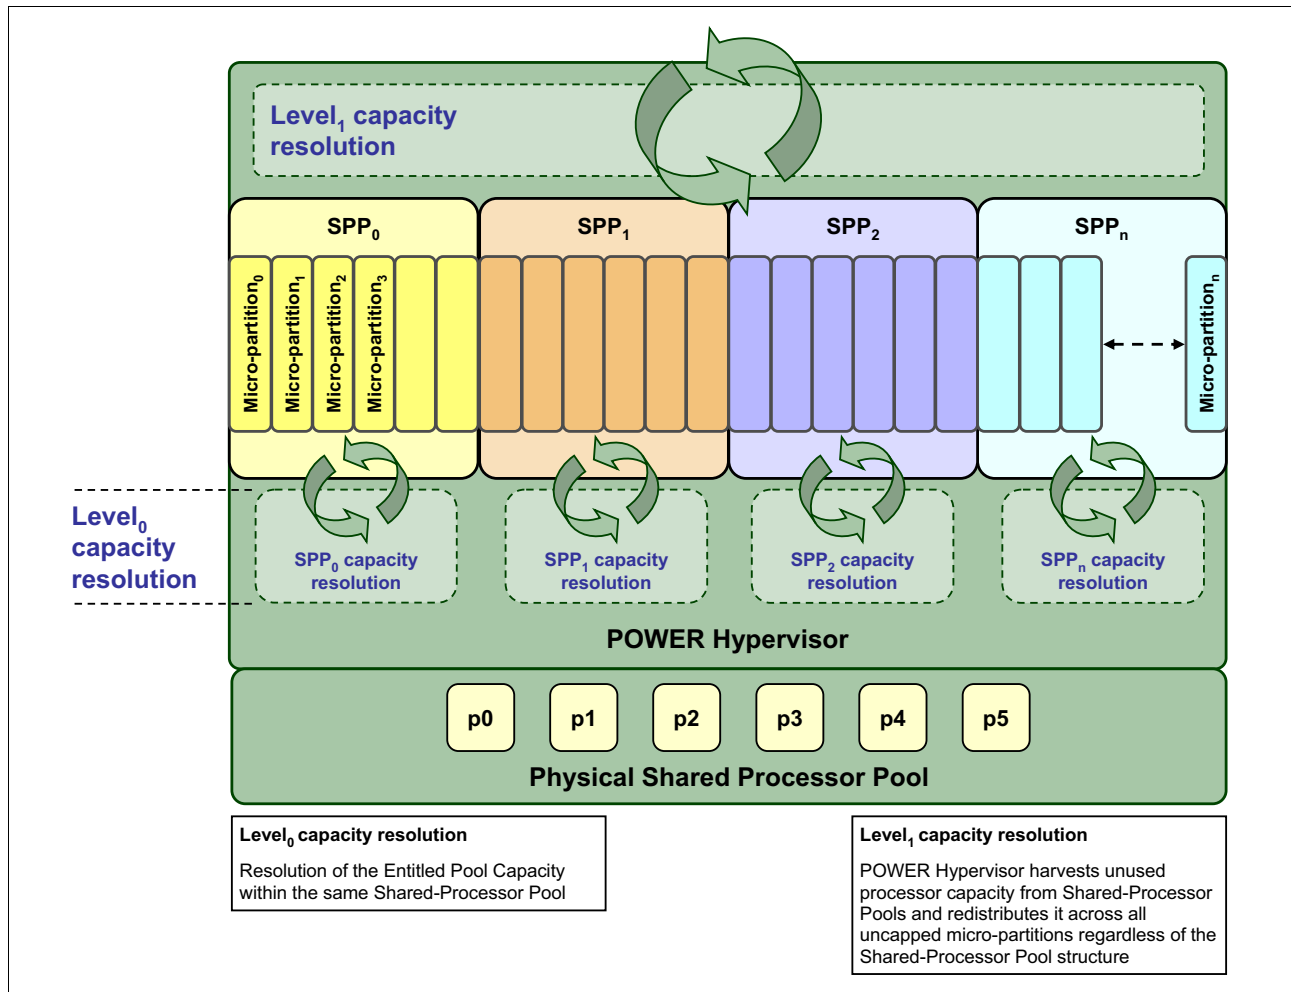 Level₁ capacity
resolution
SPP₀
SPP₁
SPP₂
SPPₙ
Micro-partition₀
Micro-partition₁
Micro-partition₂
Micro-partition₃
Micro-partitionₙ
Level₀
capacity
resolution
SPP₀ capacity
resolution
SPP₁ capacity
resolution
SPP₂ capacity
resolution
SPPₙ capacity
resolution
POWER Hypervisor
p0
p1
p2
p3
p4
p5
Physical Shared Processor Pool
Level₀ capacity resolution
Resolution of the Entitled Pool Capacity
within the same Shared-Processor Pool
Level₁ capacity resolution
POWER Hypervisor harvests unused
processor capacity from Shared-Processor
Pools and redistributes it across all
uncapped micro-partitions regardless of the
Shared-Processor Pool structure